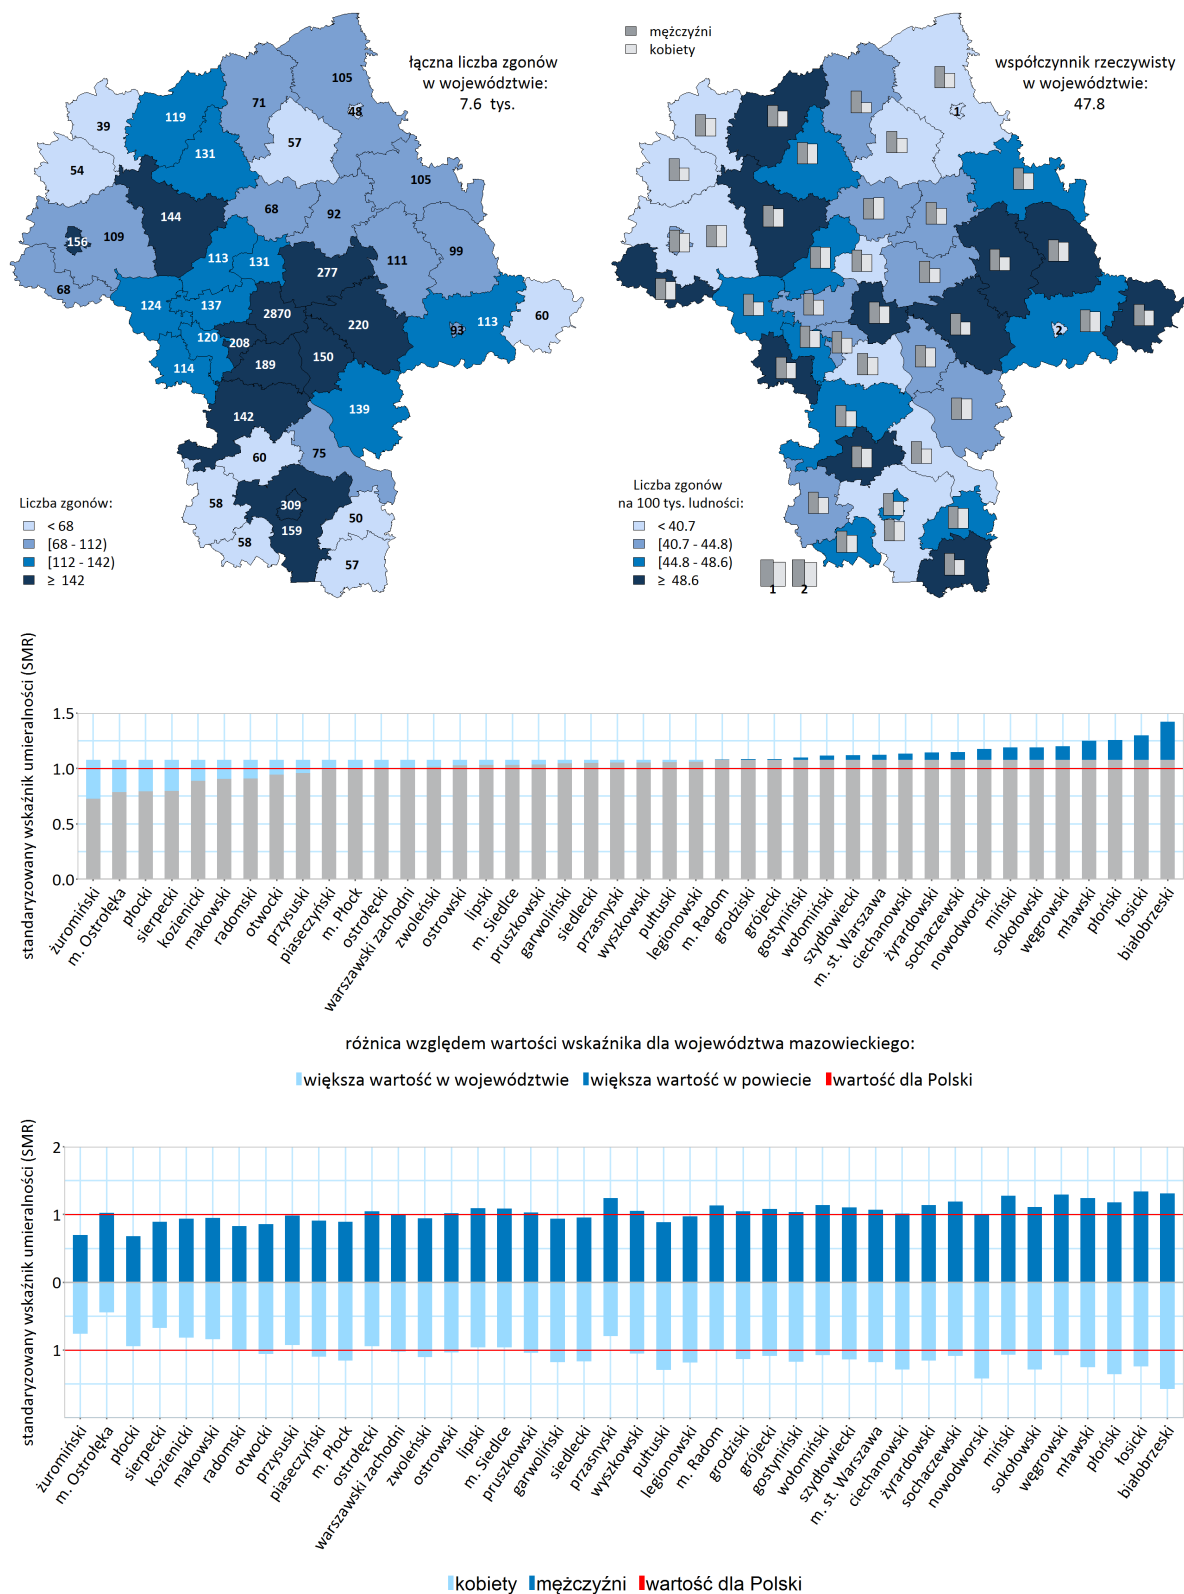 łączna liczba zgonów
w województwie:
7.6 tys.
105
71
48
119
39
57
131
54
105
68
92
144
109
156
99
113
131
111
277
68
124
137
2870
220
113
93
60
120
208
150
189
114
142
139
60
75
58
309
50
159
58
57
Liczba zgonów:
< 68
[68 - 112)
[112 - 142)
≥ 142
mężczyźni
kobiety
współczynnik rzeczywisty
w województwie:
47.8
1
2
Liczba zgonów
na 100 tys. ludności:
< 40.7
[40.7 - 44.8)
[44.8 - 48.6)
≥ 48.6
1 2
standaryzowany wskaźnik umieralności (SMR)
1.5
1.0
0.5
0.0
żuromiński
m. Ostrołęka
płocki
sierpecki
kozienicki
makowski
radomski
otwocki
przysuski
piaseczyński
m. Płock
ostrołęcki
warszawski zachodni
zwoleński
ostrowski
lipski
m. Siedlce
pruszkowski
garwoliński
siedlecki
przasnyski
wyszkowski
pułtuski
legionowski
m. Radom
grodziski
grójecki
gostyniński
wołomiński
szydłowiecki
m. st. Warszawa
ciechanowski
żyrardowski
sochaczewski
nowodworski
miński
sokołowski
węgrowski
mławski
płoński
łosicki
białobrzeski
różnica względem wartości wskaźnika dla województwa mazowieckiego:
większa wartość w województwie większa wartość w powiecie wartość dla Polski
standaryzowany wskaźnik umieralności (SMR)
2
1
0
1
żuromiński
m. Ostrołęka
płocki
sierpecki
kozienicki
makowski
radomski
otwocki
przysuski
piaseczyński
m. Płock
ostrołęcki
warszawski zachodni
zwoleński
ostrowski
lipski
m. Siedlce
pruszkowski
garwoliński
siedlecki
przasnyski
wyszkowski
pułtuski
legionowski
m. Radom
grodziski
grójecki
gostyniński
wołomiński
szydłowiecki
m. st. Warszawa
ciechanowski
żyrardowski
sochaczewski
nowodworski
miński
sokołowski
węgrowski
mławski
płoński
łosicki
białobrzeski
kobiety mężczyźni wartość dla Polski